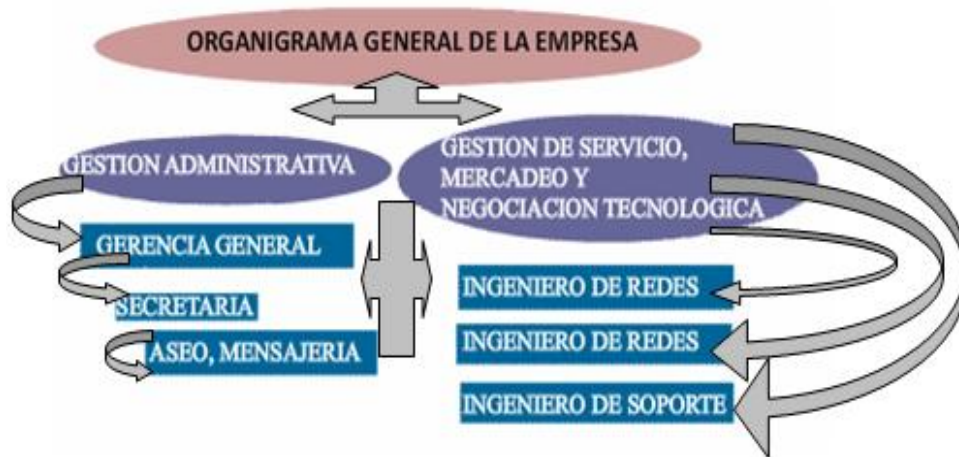 ORGANIGRAMA GENERAL DE LA EMPRESA
GESTION ADMINISTRATIVA
GERENCIA GENERAL
SECRETARIA
ASEO, MENSAJERIA
GESTION DE SERVICIO,
MERCADEO Y
NEGOCIACION TECNOLOGICA
INGENIERO DE REDES
INGENIERO DE REDES
INGENIERO DE SOPORTE